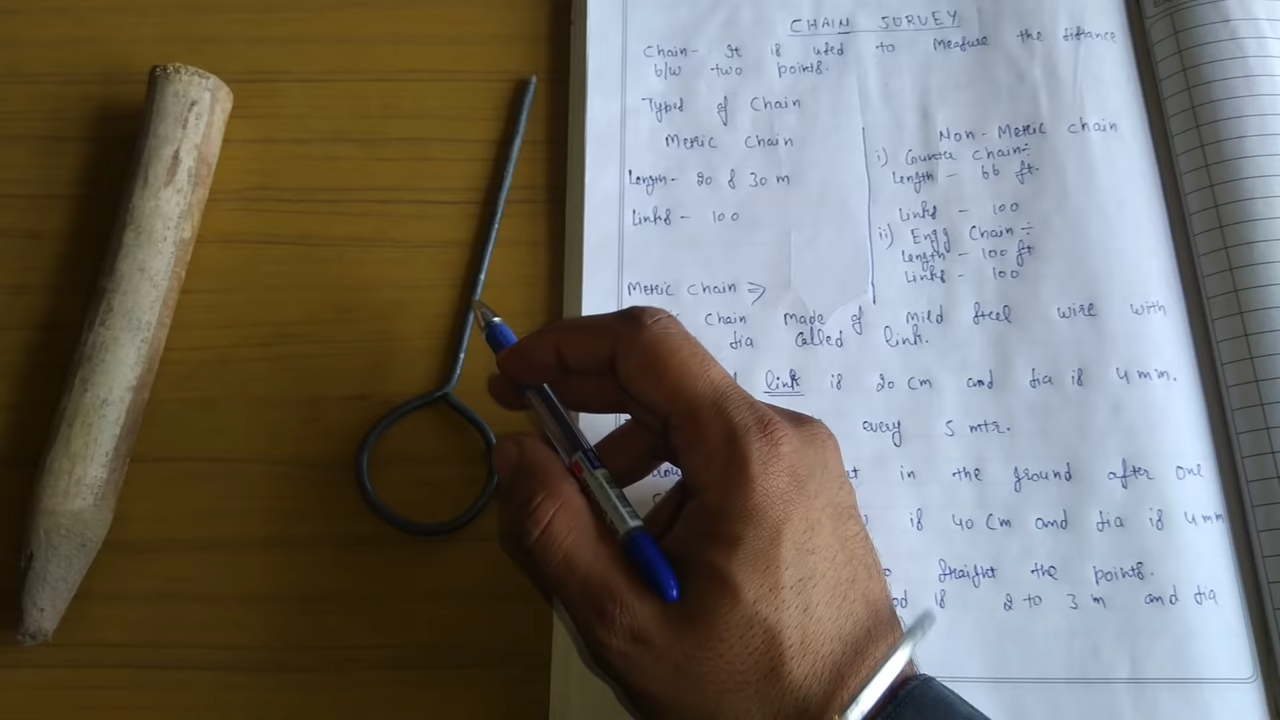 CHAIN SURVEY
Chain- It is used to Measure the distance
b/w two points.
Types of Chain
Metric Chain
Length- 20 & 30 m
Links - 100
Non-Metric chain
i) Gunter Chain÷
Length - 66 ft.
Links - 100
ii) Engg Chain÷
Length - 100 ft
Links - 100
Metric Chain ⇒
Chain Made of Mild steel wire with
dia Called link.
link is 20 cm and dia is 4 mm.
every 5 mtr.
in the ground after one
is 40 Cm and dia is 4mm
straight the points.
is 2 to 3 m and dia